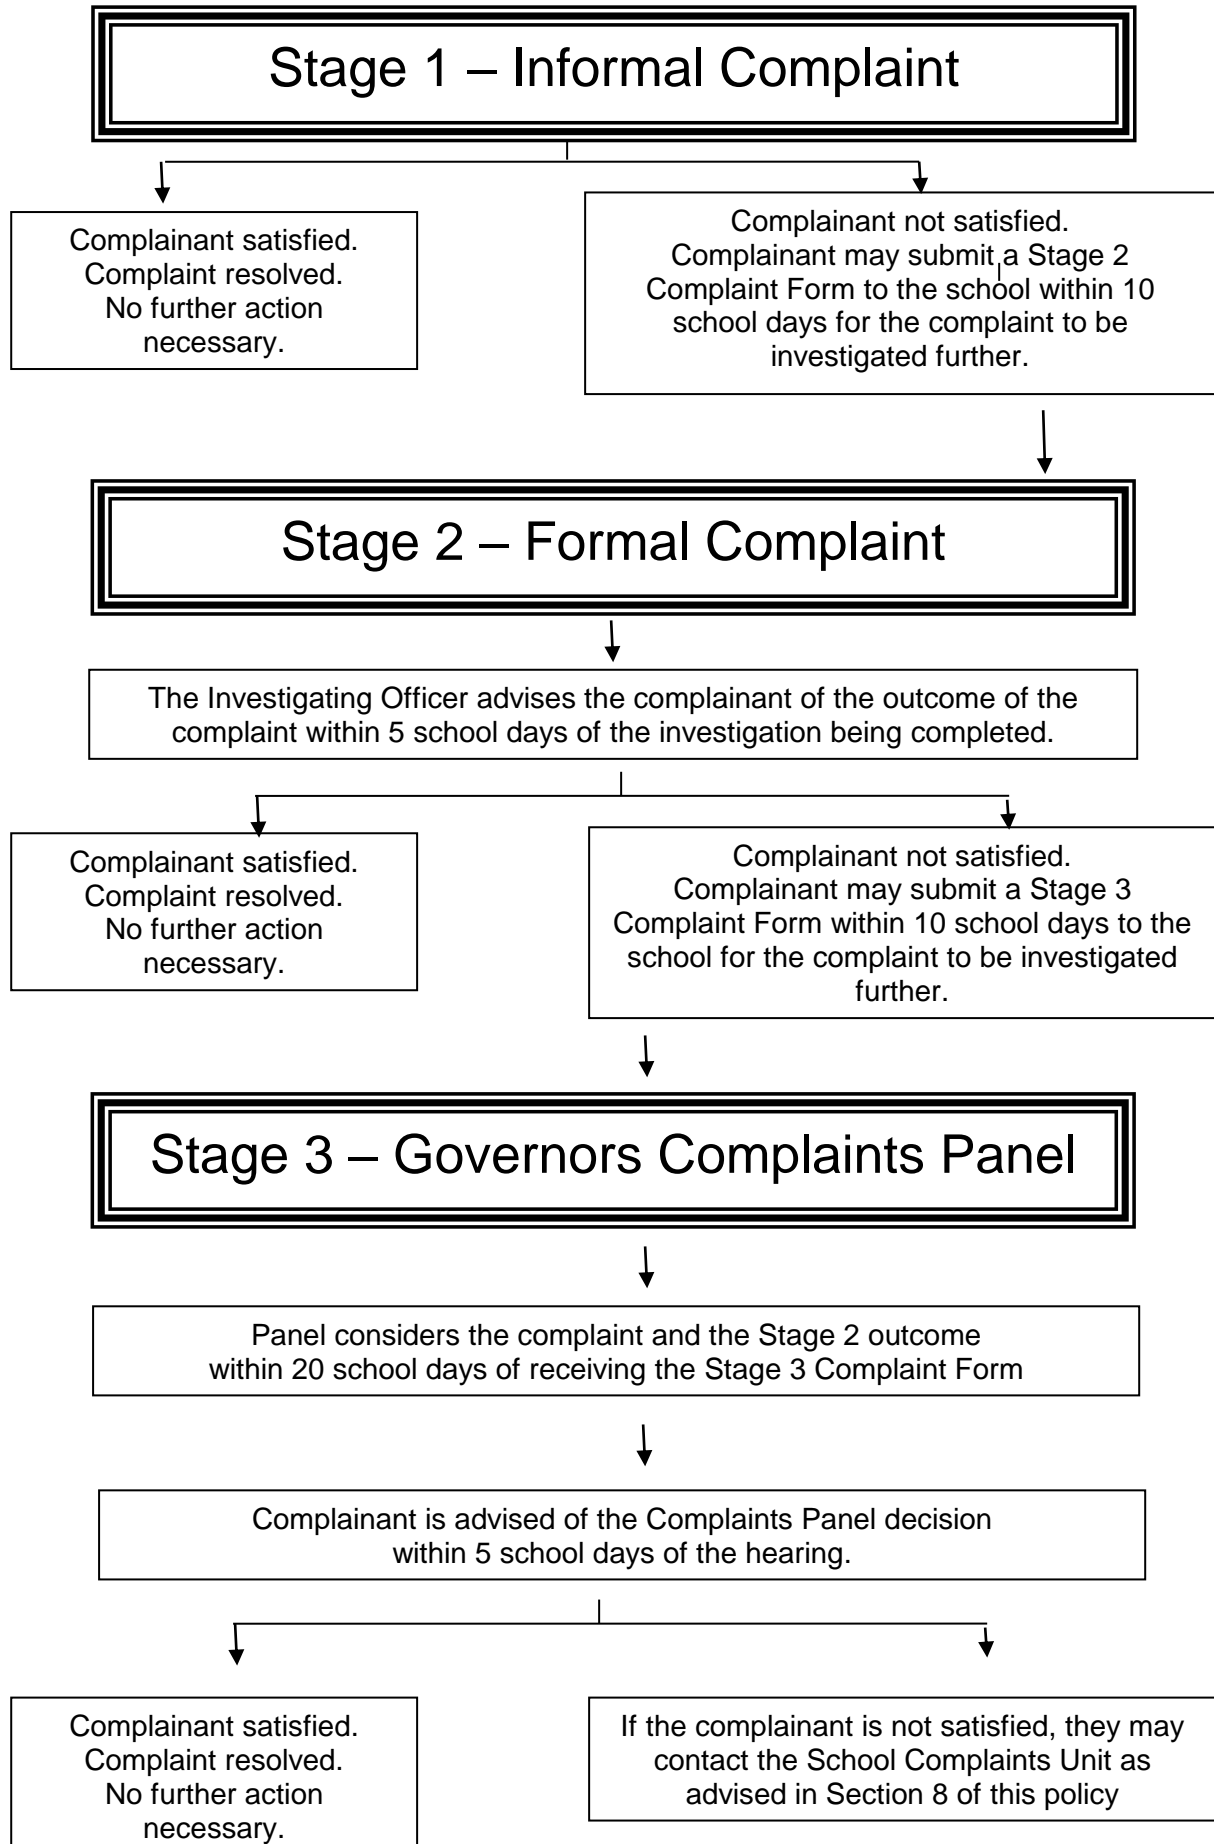 Stage 1 – Informal Complaint
Complainant satisfied.
Complaint resolved.
No further action
necessary.
Complainant not satisfied.
Complainant may submit a Stage 2
Complaint Form to the school within 10
school days for the complaint to be
investigated further.
Stage 2 – Formal Complaint
The Investigating Officer advises the complainant of the outcome of the
complaint within 5 school days of the investigation being completed.
Complainant satisfied.
Complaint resolved.
No further action
necessary.
Complainant not satisfied.
Complainant may submit a Stage 3
Complaint Form within 10 school days to the
school for the complaint to be investigated
further.
Stage 3 – Governors Complaints Panel
Panel considers the complaint and the Stage 2 outcome
within 20 school days of receiving the Stage 3 Complaint Form
Complainant is advised of the Complaints Panel decision
within 5 school days of the hearing.
Complainant satisfied.
Complaint resolved.
No further action
necessary.
If the complainant is not satisfied, they may
contact the School Complaints Unit as
advised in Section 8 of this policy